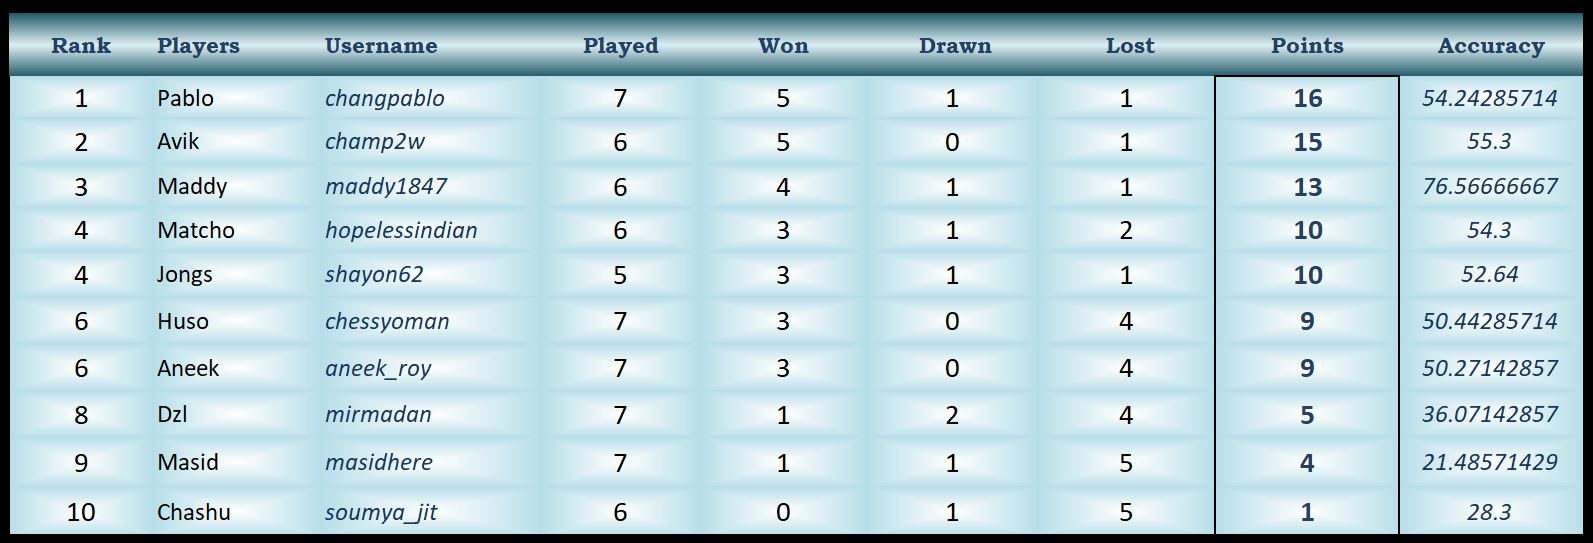 Rank Players Username Played Won Drawn Lost Points Accuracy
1 Pablo changpablo 7 5 1 1 16 54.24285714
2 Avik champ2w 6 5 0 1 15 55.3
3 Maddy maddy1847 6 4 1 1 13 76.56666667
4 Matcho hopelessindian 6 3 1 2 10 54.3
4 Jongs shayon62 5 3 1 1 10 52.64
6 Huso chessyoman 7 3 0 4 9 50.44285714
6 Aneek aneek_roy 7 3 0 4 9 50.27142857
8 Dzl mirmadan 7 1 2 4 5 36.07142857
9 Masid masidhere 7 1 1 5 4 21.48571429
10 Chashu soumya_jit 6 0 1 5 1 28.3